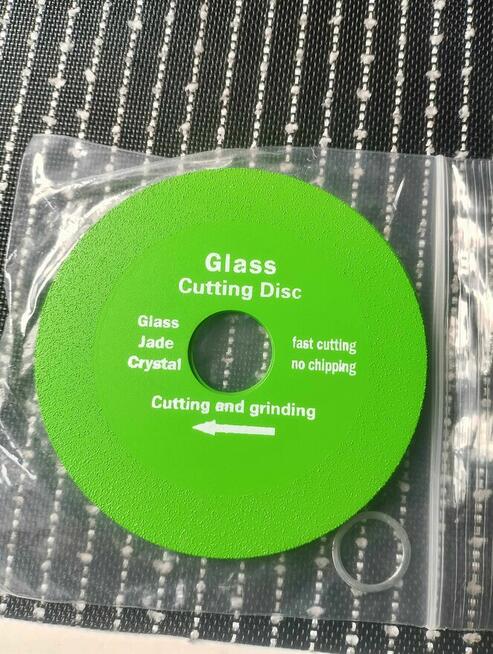 Glass
Cutting Disc
Glass
Jade
Crystal
fast cutting
no chipping
Cutting and grinding